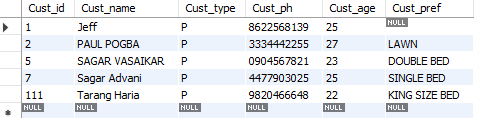 Cust_id Cust_name Cust_type Cust_ph Cust_age Cust_pref
1 Jeff P 8622568139 25 NULL
2 PAUL POGBA P 3334442255 27 LAWN
5 SAGAR VASAIKAR P 0904567821 23 DOUBLE BED
7 Sagar Advani P 4477903025 25 SINGLE BED
111 Tarang Haria P 9820466648 22 KING SIZE BED
NULL NULL NULL NULL NULL NULL